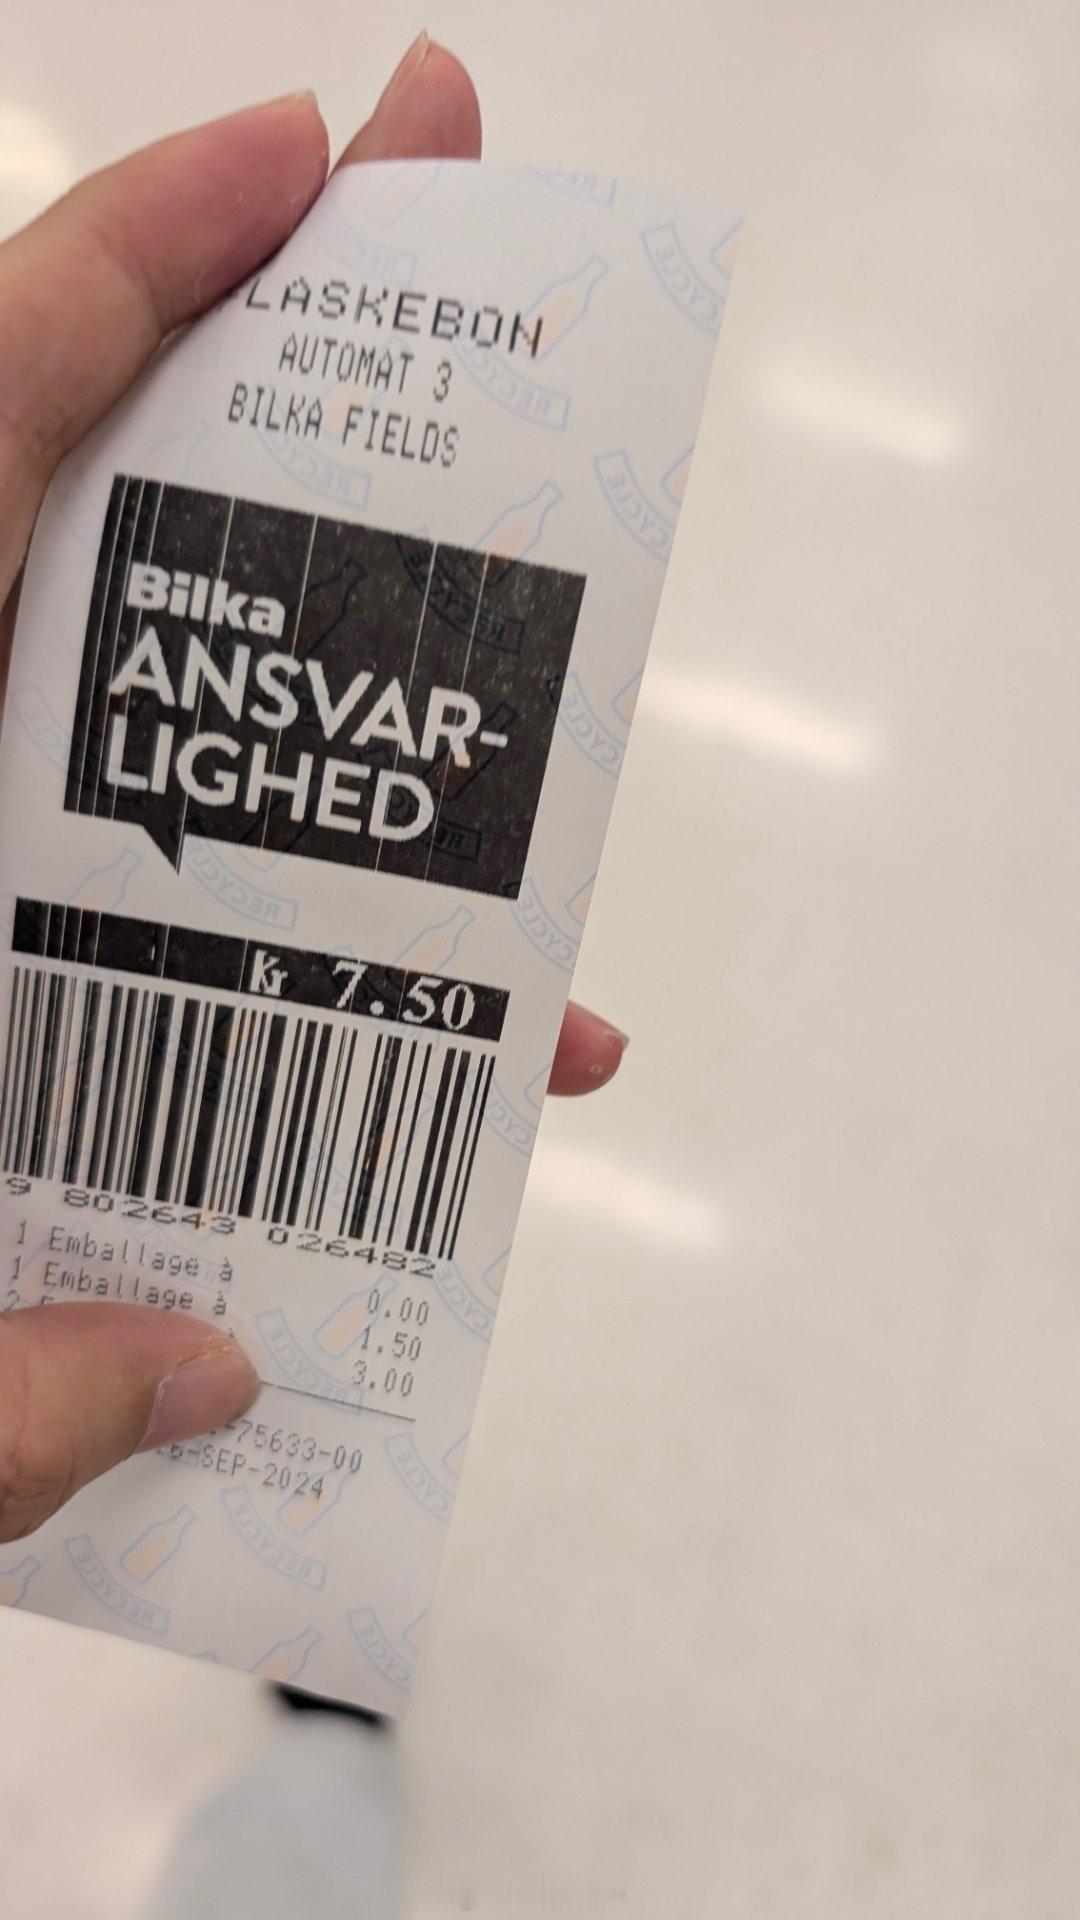 LASKEBON
AUTOMAT 3
BILKA FIELDS
Bilka
ANSVAR-
LIGHED
Kr 7.50
9 802643 026482
1 Emballage à 0.00
1 Emballage à 1.50
3.00
-75633-00
-SEP-2024
RECYCLE